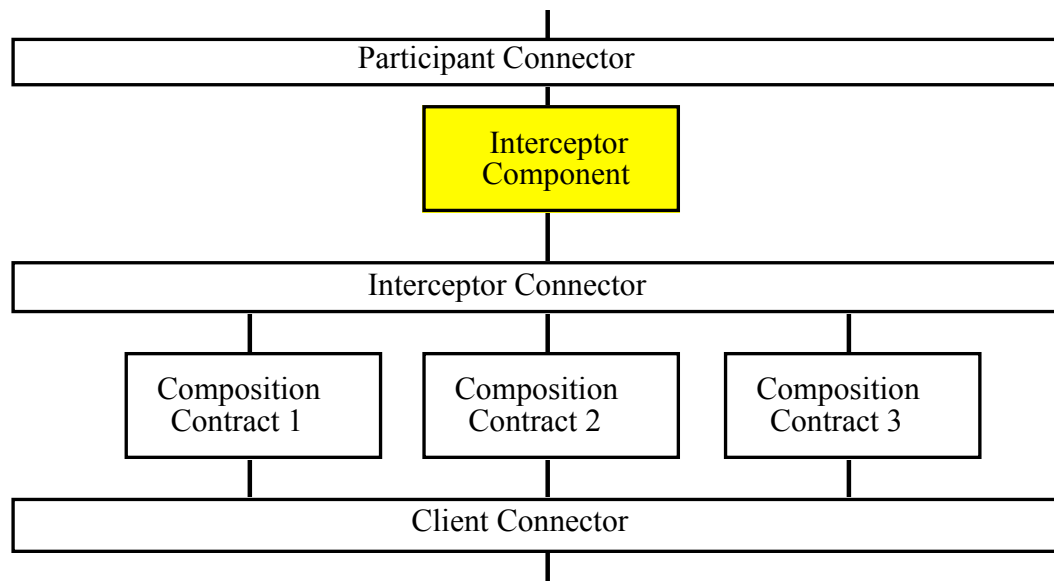 Participant Connector
Interceptor
Component
Interceptor Connector
Composition
Contract 1
Composition
Contract 2
Composition
Contract 3
Client Connector